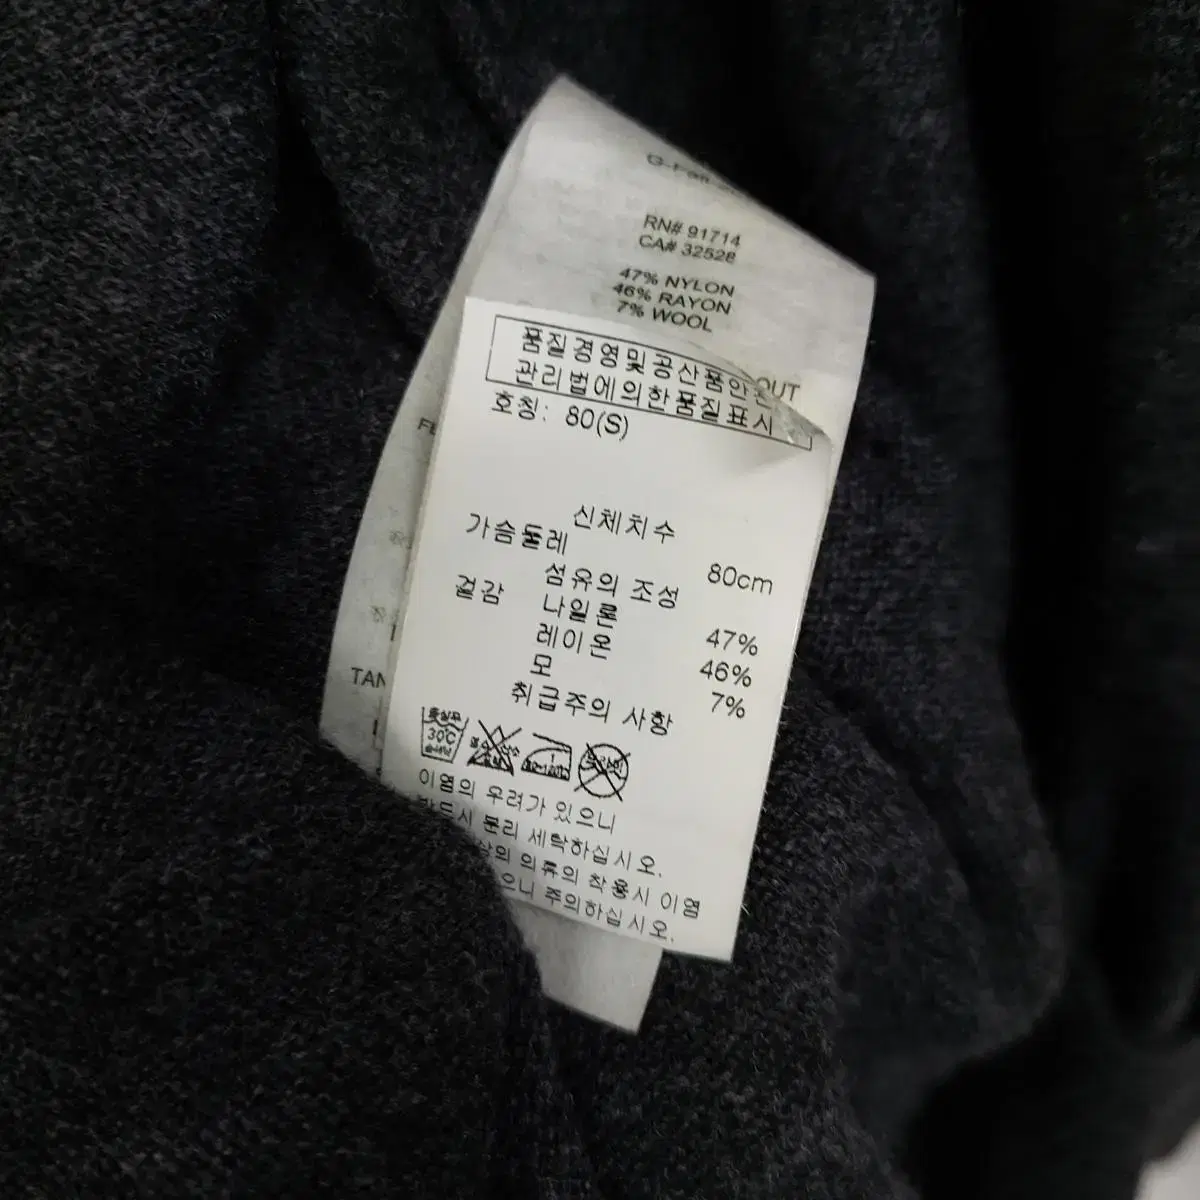 RN# 91714
CA# 32528
47% NYLON
46% RAYON
7% WOOL
OUT
품질경영및공산품안
관리법에의한품질표시
호칭: 80(S)
신체치수
가슴둘레 80cm
섬유의 조성
겉감 나일론 47%
레이온 46%
모 7%
취급주의 사항
30℃
이염의 우려가 있으니
반드시 분리 세탁하십시오.
의 의류의 착용시 이염
으니 주의하십시오.
TAN